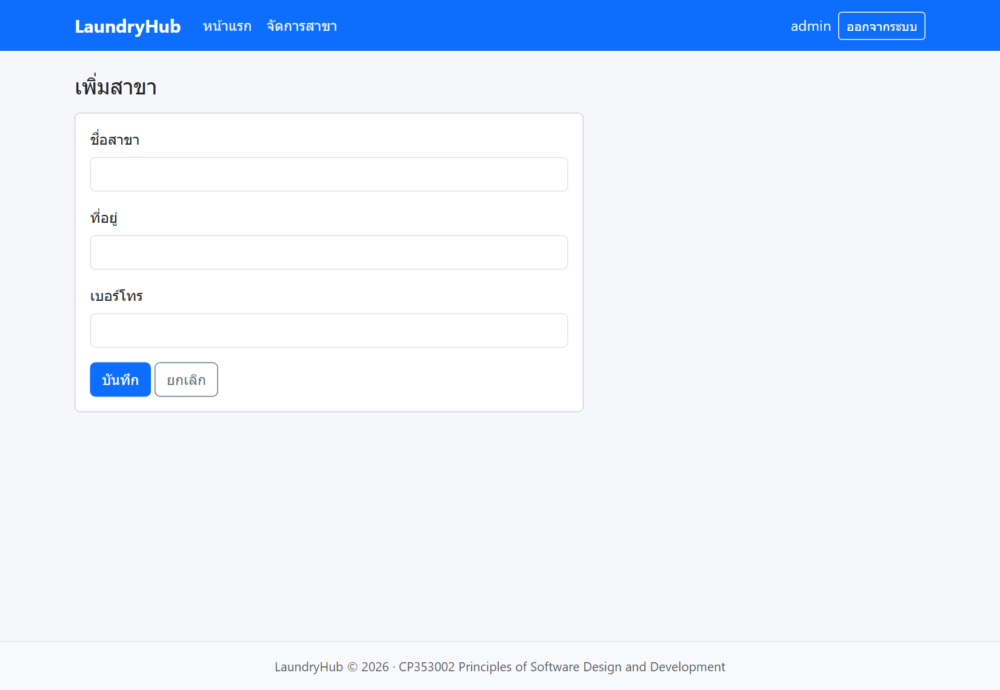 LaundryHub หน้าแรก จัดการสาขา admin ออกจากระบบ
เพิ่มสาขา
ชื่อสาขา
ที่อยู่
เบอร์โทร
บันทึก ยกเลิก
LaundryHub © 2026 · CP353002 Principles of Software Design and Development